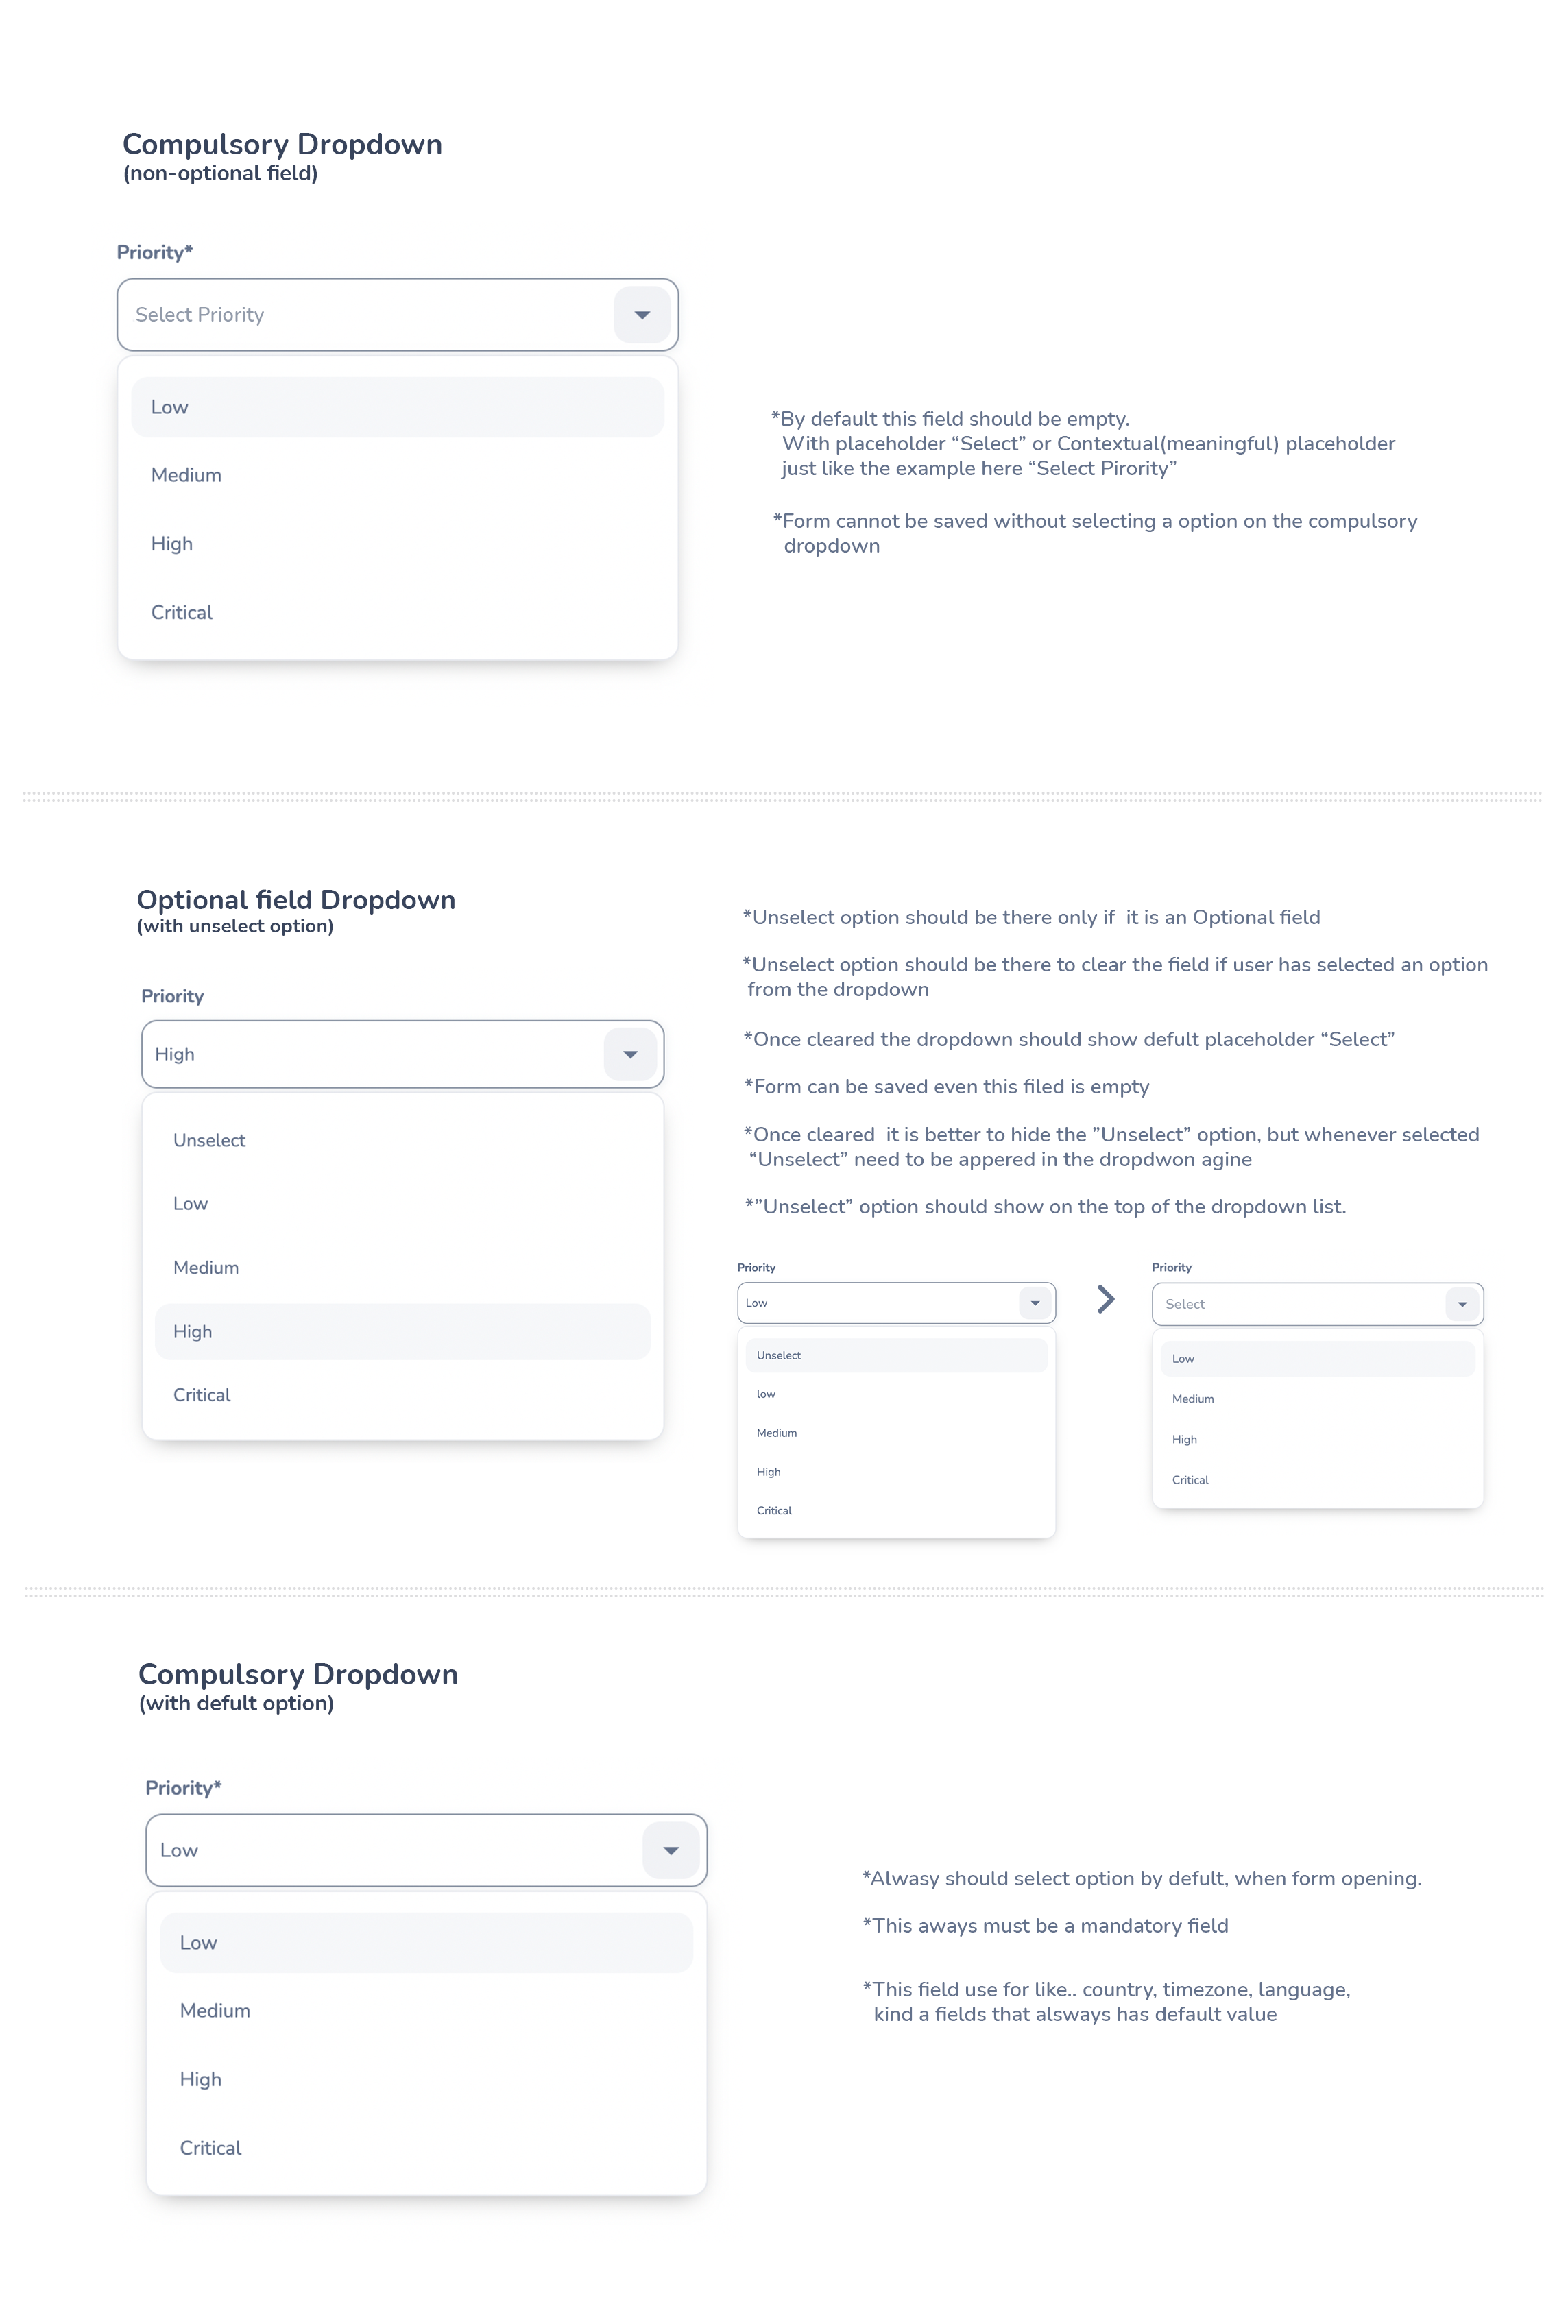 Compulsory Dropdown
(non-optional field)
Priority*
Select Priority
Low
Medium
High
Critical
*By default this field should be empty.
With placeholder “Select” or Contextual(meaningful) placeholder
just like the example here “Select Pirority”
*Form cannot be saved without selecting a option on the compulsory
dropdown
Optional field Dropdown
(with unselect option)
Priority
High
Unselect
Low
Medium
High
Critical
*Unselect option should be there only if  it is an Optional field
*Unselect option should be there to clear the field if user has selected an option
from the dropdown
*Once cleared the dropdown should show defult placeholder “Select”
*Form can be saved even this filed is empty
*Once cleared  it is better to hide the ”Unselect” option, but whenever selected
“Unselect” need to be appered in the dropdwon agine
*”Unselect” option should show on the top of the dropdown list.
Priority
Low
Unselect
low
Medium
High
Critical
Priority
Select
Low
Medium
High
Critical
Compulsory Dropdown
(with defult option)
Priority*
Low
Low
Medium
High
Critical
*Alwasy should select option by defult, when form opening.
*This aways must be a mandatory field
*This field use for like.. country, timezone, language,
kind a fields that alsways has default value